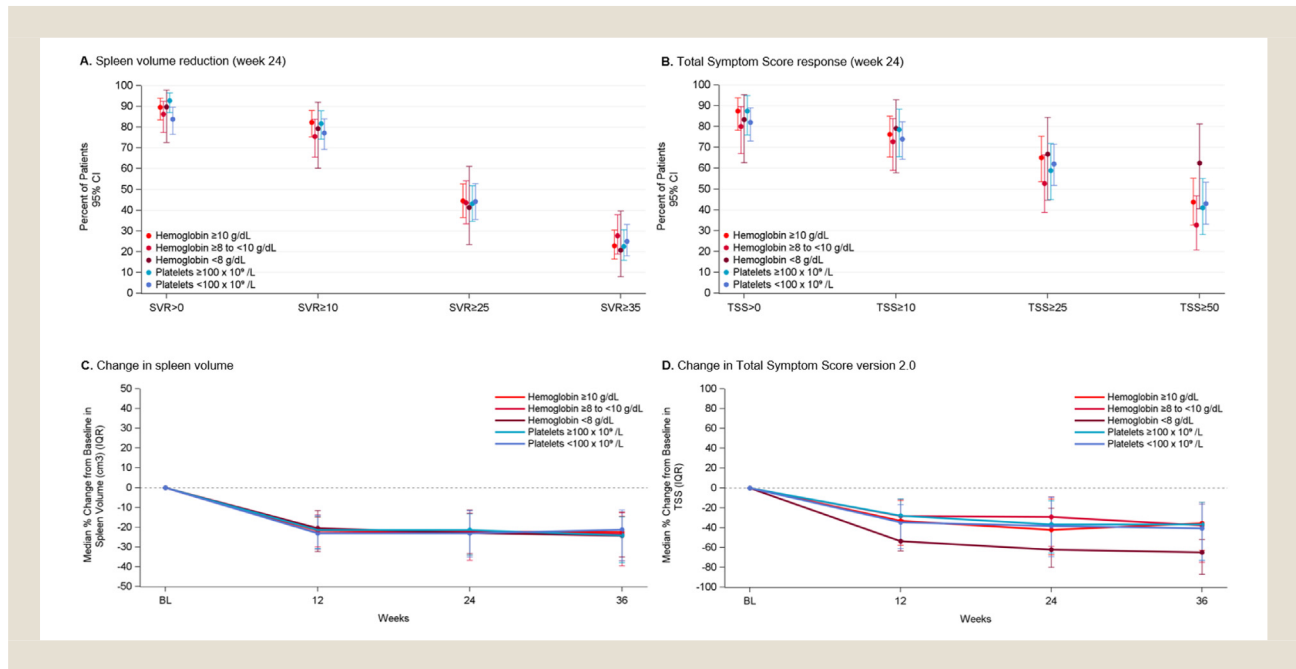 A. Spleen volume reduction (week 24)
Percent of Patients
95% CI
100
90
80
70
60
50
40
30
20
10
0
Hemoglobin ≥10 g/dL
Hemoglobin ≥8 to <10 g/dL
Hemoglobin <8 g/dL
Platelets ≥100 x 10⁹ /L
Platelets <100 x 10⁹ /L
SVR>0 SVR≥10 SVR≥25 SVR≥35
B. Total Symptom Score response (week 24)
Percent of Patients
95% CI
100
90
80
70
60
50
40
30
20
10
0
Hemoglobin ≥10 g/dL
Hemoglobin ≥8 to <10 g/dL
Hemoglobin <8 g/dL
Platelets ≥100 x 10⁹ /L
Platelets <100 x 10⁹ /L
TSS>0 TSS≥10 TSS≥25 TSS≥50
C. Change in spleen volume
Median % Change from Baseline in
Spleen Volume (cm3) (IQR)
50
40
30
20
10
0
-10
-20
-30
-40
-50
Hemoglobin ≥10 g/dL
Hemoglobin ≥8 to <10 g/dL
Hemoglobin <8 g/dL
Platelets ≥100 x 10⁹ /L
Platelets <100 x 10⁹ /L
BL 12 24 36
Weeks
D. Change in Total Symptom Score version 2.0
Median % Change from Baseline in
TSS (IQR)
100
80
60
40
20
0
-20
-40
-60
-80
-100
Hemoglobin ≥10 g/dL
Hemoglobin ≥8 to <10 g/dL
Hemoglobin <8 g/dL
Platelets ≥100 x 10⁹ /L
Platelets <100 x 10⁹ /L
BL 12 24 36
Weeks